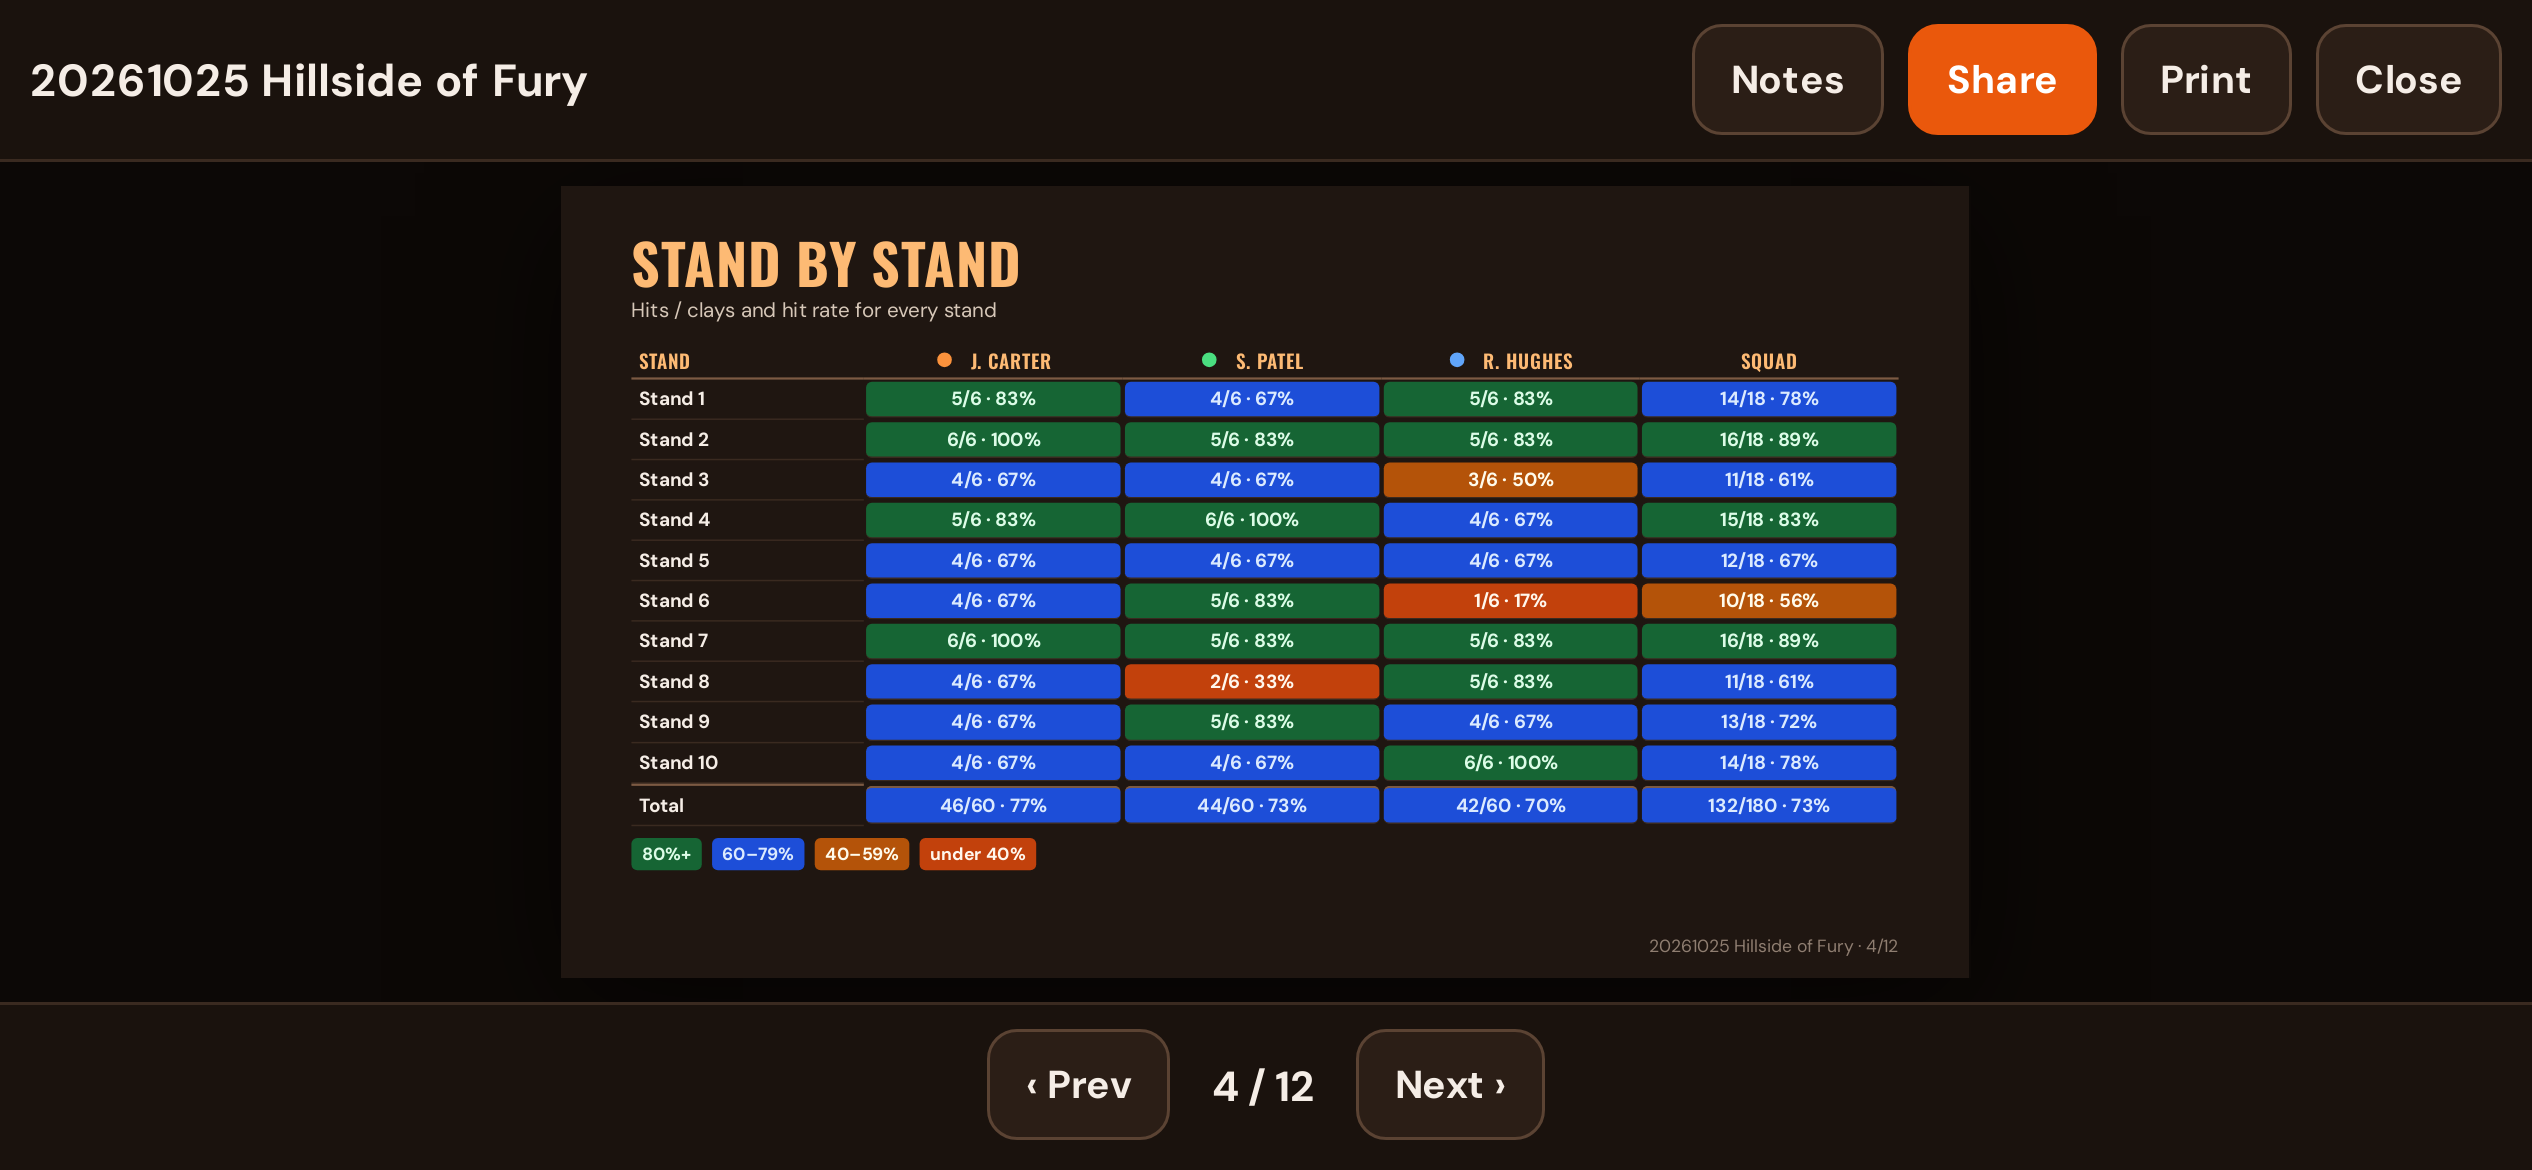 20261025 Hillside of Fury
Notes Share Print Close
STAND BY STAND
Hits / clays and hit rate for every stand
STAND J. CARTER S. PATEL R. HUGHES SQUAD
Stand 1 5/6 · 83% 4/6 · 67% 5/6 · 83% 14/18 · 78%
Stand 2 6/6 · 100% 5/6 · 83% 5/6 · 83% 16/18 · 89%
Stand 3 4/6 · 67% 4/6 · 67% 3/6 · 50% 11/18 · 61%
Stand 4 5/6 · 83% 6/6 · 100% 4/6 · 67% 15/18 · 83%
Stand 5 4/6 · 67% 4/6 · 67% 4/6 · 67% 12/18 · 67%
Stand 6 4/6 · 67% 5/6 · 83% 1/6 · 17% 10/18 · 56%
Stand 7 6/6 · 100% 5/6 · 83% 5/6 · 83% 16/18 · 89%
Stand 8 4/6 · 67% 2/6 · 33% 5/6 · 83% 11/18 · 61%
Stand 9 4/6 · 67% 5/6 · 83% 4/6 · 67% 13/18 · 72%
Stand 10 4/6 · 67% 4/6 · 67% 6/6 · 100% 14/18 · 78%
Total 46/60 · 77% 44/60 · 73% 42/60 · 70% 132/180 · 73%
80%+ 60–79% 40–59% under 40%
20261025 Hillside of Fury · 4/12
‹ Prev 4 / 12 Next ›